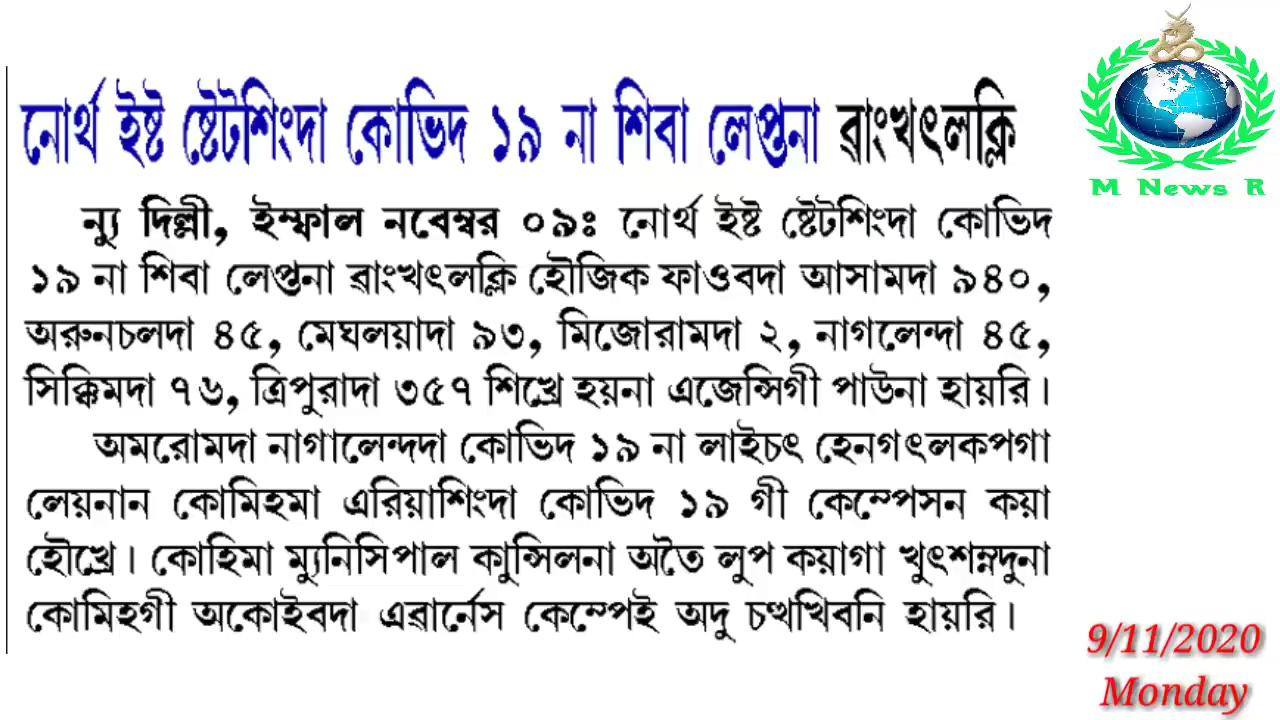 নোর্থ ইষ্ট ষ্টেটশিংদা কোভিদ ১৯ না শিবা লেপ্তনা ৱাংখৎলক্লি
M News R
ন্যু দিল্লী, ইম্ফাল নবেম্বর ০৯ঃ নোর্থ ইষ্ট ষ্টেটশিংদা কোভিদ
১৯ না শিবা লেপ্তনা ৱাংখৎলক্লি হৌজিক ফাওবদা আসামদা ৯৪০,
অরুনচলদা ৪৫, মেঘলয়াদা ৯৩, মিজোরামদা ২, নাগলেন্দা ৪৫,
সিক্কিমদা ৭৬, ত্রিপুরাদা ৩৫৭ শিখ্রে হয়না এজেন্সিগী পাউনা হায়রি।
অমরোমদা নাগালেন্দদা কোভিদ ১৯ না লাইচৎ হেনগৎলকপগা
লেয়নান কোমিহমা এরিয়াশিংদা কোভিদ ১৯ গী কেম্পেসন কয়া
হৌখ্রে। কোহিমা ম্যুনিসিপাল কাুন্সিলনা অতৈ লুপ কয়াগা খুৎশম্নদুনা
কোমিহগী অকোইবদা এৱার্নেস কেম্পেই অদু চত্থখিবনি হায়রি।
9/11/2020
Monday